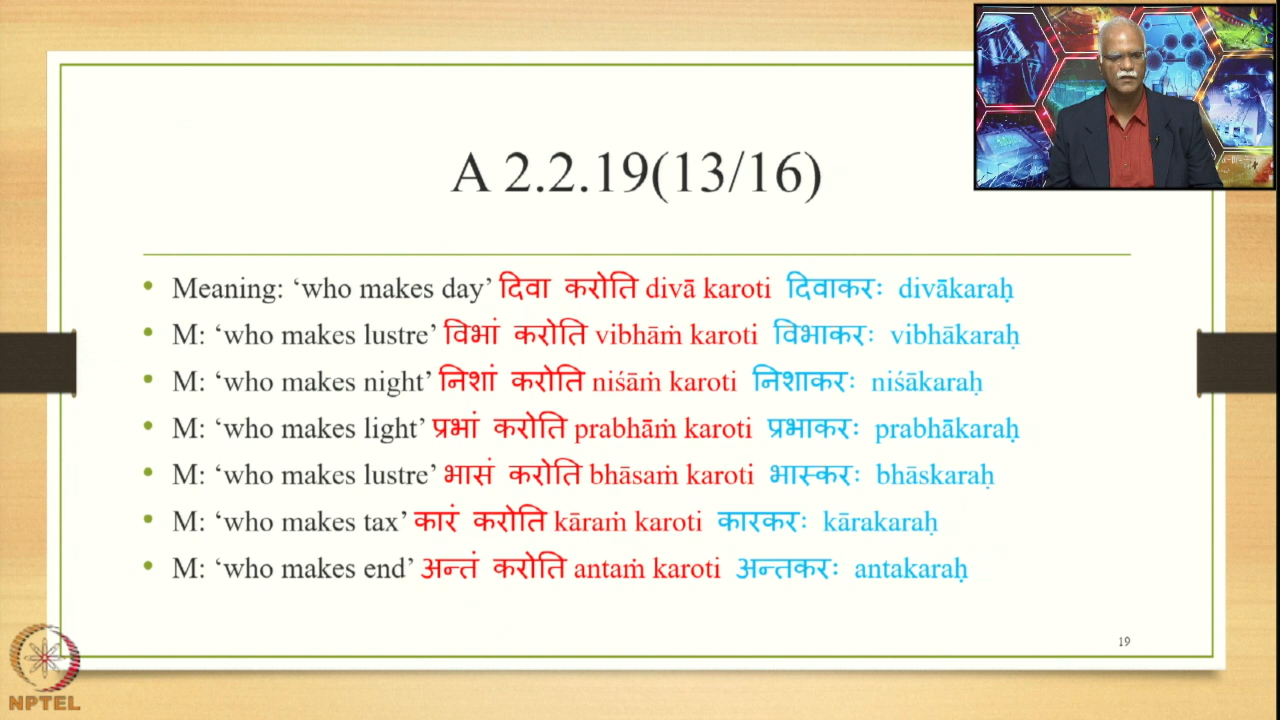 A 2.2.19(13/16)
• Meaning: ‘who makes day’ दिवा करोति divā karoti दिवाकरः divākaraḥ
• M: ‘who makes lustre’ विभां करोति vibhāṁ karoti विभाकरः vibhākaraḥ
• M: ‘who makes night’ निशां करोति niśāṁ karoti निशाकरः niśākaraḥ
• M: ‘who makes light’ प्रभां करोति prabhāṁ karoti प्रभाकरः prabhākaraḥ
• M: ‘who makes lustre’ भासं करोति bhāsaṁ karoti भास्करः bhāskaraḥ
• M: ‘who makes tax’ कारं करोति kāraṁ karoti कारकरः kārakaraḥ
• M: ‘who makes end’ अन्तं करोति antaṁ karoti अन्तकरः antakaraḥ
19
NPTEL